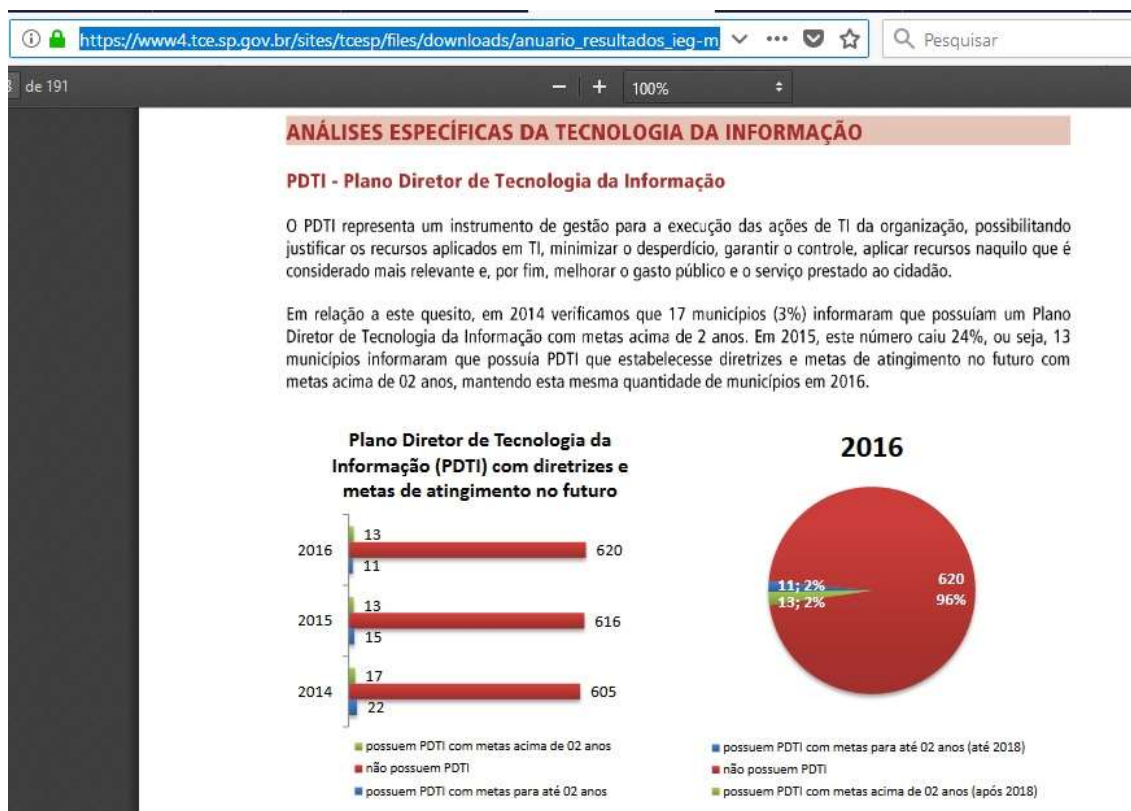 https://www4.tce.sp.gov.br/sites/tcesp/files/downloads/anuario_resultados_ieg-m
Pesquisar
de 191
100%
ANÁLISES ESPECÍFICAS DA TECNOLOGIA DA INFORMAÇÃO
PDTI - Plano Diretor de Tecnologia da Informação
O PDTI representa um instrumento de gestão para a execução das ações de TI da organização, possibilitando
justificar os recursos aplicados em TI, minimizar o desperdício, garantir o controle, aplicar recursos naquilo que é
considerado mais relevante e, por fim, melhorar o gasto público e o serviço prestado ao cidadão.
Em relação a este quesito, em 2014 verificamos que 17 municípios (3%) informaram que possuíam um Plano
Diretor de Tecnologia da Informação com metas acima de 2 anos. Em 2015, este número caiu 24%, ou seja, 13
municípios informaram que possuía PDTI que estabelecesse diretrizes e metas de atingimento no futuro com
metas acima de 02 anos, mantendo esta mesma quantidade de municípios em 2016.
Plano Diretor de Tecnologia da
Informação (PDTI) com diretrizes e
metas de atingimento no futuro
13
2016 620
11
13
2015 616
15
17
2014 605
22
possuem PDTI com metas acima de 02 anos
não possuem PDTI
possuem PDTI com metas para até 02 anos
2016
11; 2%
13; 2%
620
96%
possuem PDTI com metas para até 02 anos (até 2018)
não possuem PDTI
possuem PDTI com metas acima de 02 anos (após 2018)